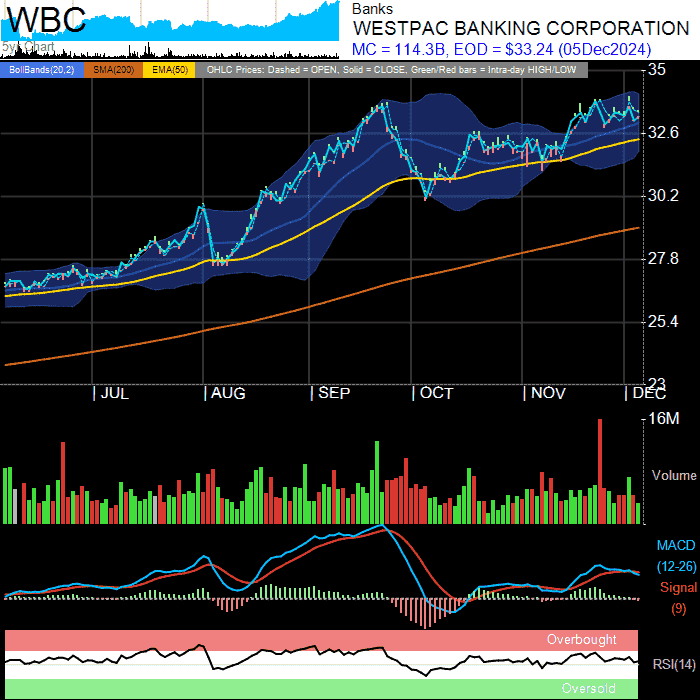 WBC
5yr Chart
Banks
WESTPAC BANKING CORPORATION
MC = 114.3B, EOD = $33.24 (05Dec2024)
BollBands(20,2) SMA(200) EMA(50) OHLC Prices: Dashed = OPEN, Solid = CLOSE, Green/Red bars = Intra-day HIGH/LOW
35
32.6
30.2
27.8
25.4
23
JUL AUG SEP OCT NOV DEC
16M
Volume
MACD
(12-26)
Signal
(9)
Overbought
RSI(14)
Oversold